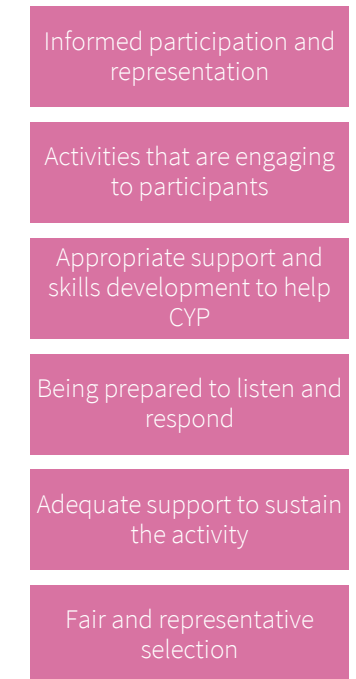 Informed participation and
representation
Activities that are engaging
to participants
Appropriate support and
skills development to help
CYP
Being prepared to listen and
respond
Adequate support to sustain
the activity
Fair and representative
selection